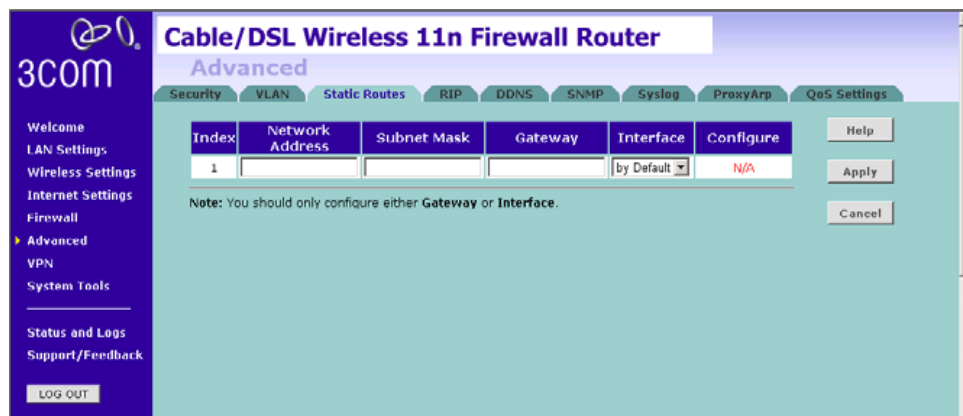 3COM
Cable/DSL Wireless 11n Firewall Router
Advanced
Security VLAN Static Routes RIP DDNS SNMP Syslog ProxyArp QoS Settings
Welcome
LAN Settings
Wireless Settings
Internet Settings
Firewall
Advanced
VPN
System Tools
Status and Logs
Support/Feedback
LOG OUT
Index Network Address Subnet Mask Gateway Interface Configure
1 by Default N/A
Note: You should only configure either Gateway or Interface.
Help
Apply
Cancel